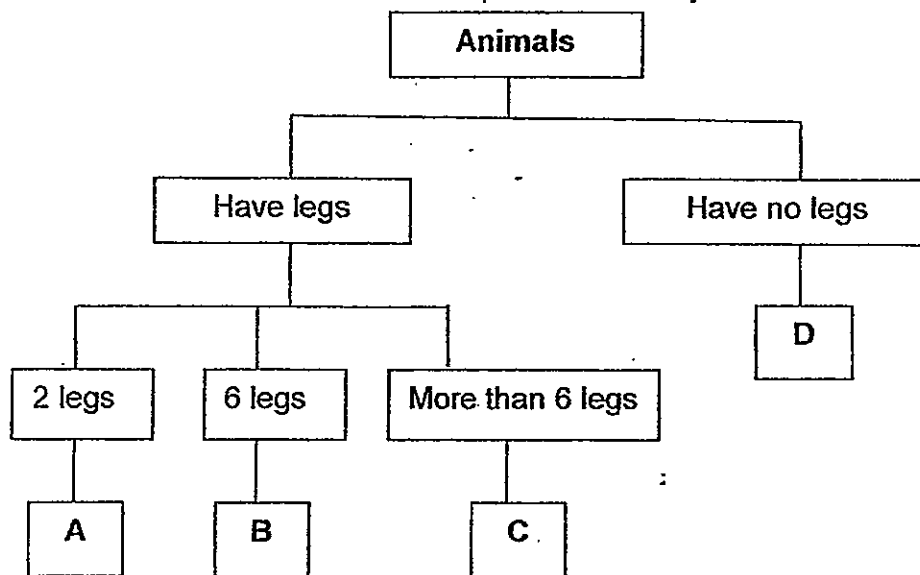 Animals
Have legs
Have no legs
D
2 legs
6 legs
More than 6 legs
A
B
C